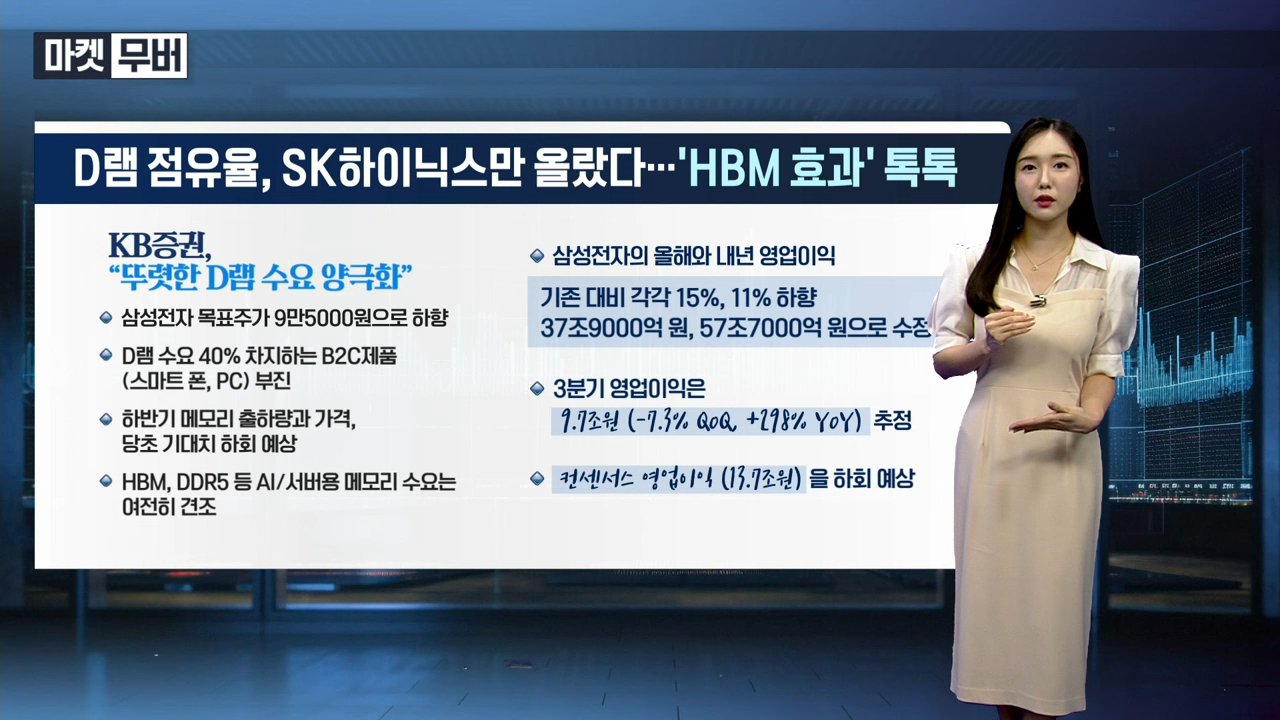 마켓 무버
D램 점유율, SK하이닉스만 올랐다…'HBM 효과' 톡톡
KB증권,
“뚜렷한 D램 수요 양극화”
삼성전자 목표주가 9만5000원으로 하향
D램 수요 40% 차지하는 B2C제품
(스마트 폰, PC) 부진
하반기 메모리 출하량과 가격,
당초 기대치 하회 예상
HBM, DDR5 등 AI/서버용 메모리 수요는
여전히 견조
삼성전자의 올해와 내년 영업이익
기존 대비 각각 15%, 11% 하향
37조9000억 원, 57조7000억 원으로 수정
3분기 영업이익은
9.7조원 (-7.3% QoQ, +298% YoY) 추정
컨센서스 영업이익 (13.7조원) 을 하회 예상